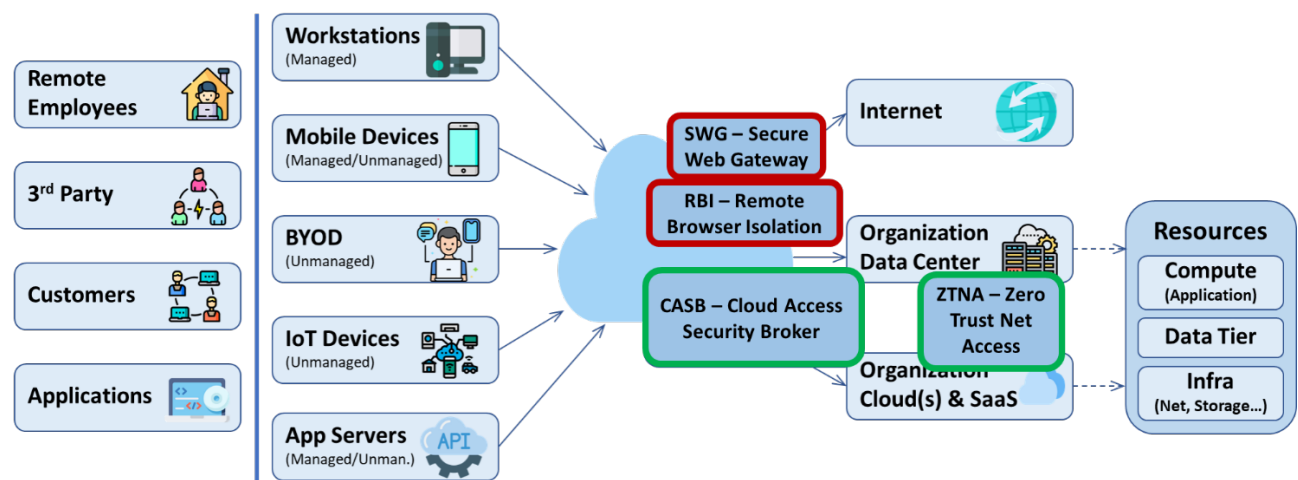 Remote
Employees
3rd Party
Customers
Applications
Workstations
(Managed)
Mobile Devices
(Managed/Unmanaged)
BYOD
(Unmanaged)
IoT Devices
(Unmanaged)
App Servers
(Managed/Unman.)
API
SWG – Secure
Web Gateway
RBI – Remote
Browser Isolation
CASB – Cloud Access
Security Broker
Internet
Organization
Data Center
ZTNA – Zero
Trust Net
Access
Organization
Cloud(s) & SaaS
Resources
Compute
(Application)
Data Tier
Infra
(Net, Storage…)